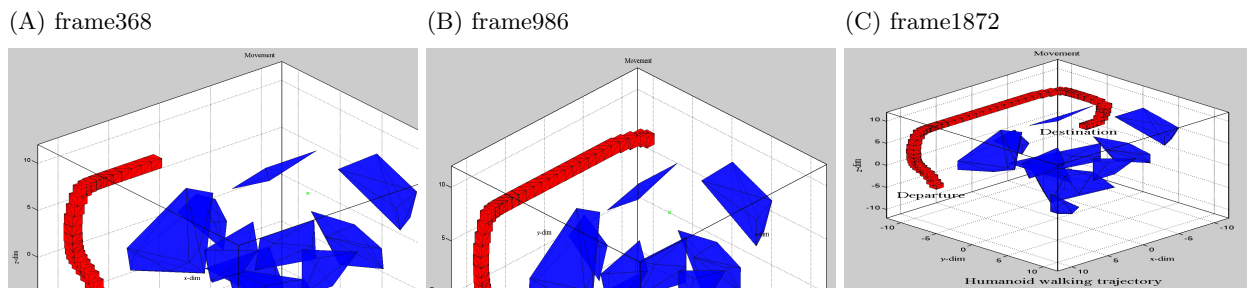 (A) frame368
(B) frame986
(C) frame1872
Movement
10
5
0
z-dim
x-dim
Movement
10
5
y-dim
Movement
10
5
0
-5
-10
z-dim
Destination
Departure
-10
-5
0
5
10
y-dim
-10
-5
0
5
10
x-dim
Humanoid walking trajectory